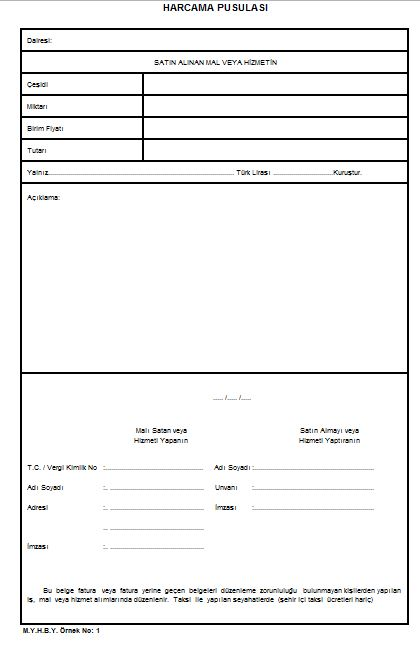 HARCAMA PUSULASI
Dairesi:
SATIN ALINAN MAL VEYA HİZMETİN
Çeşidi
Miktarı
Birim Fiyatı
Tutarı
Yalnız.......................................................................... Türk Lirası ........................Kuruştur.
Açıklama:
..... /..... /.....
Malı Satan veya Satın Almayı veya
Hizmeti Yapanın Hizmeti Yaptıranın
T.C. / Vergi Kimlik No :....................................... Adı Soyadı :................................................
Adı Soyadı :.. ..................................... Unvanı :................................................
Adresi :.. ..................................... İmzası :................................................
.. .....................................
İmzası :.. .....................................
Bu belge fatura veya fatura yerine geçen belgeleri düzenleme zorunluluğu bulunmayan kişilerden yapılan
iş, mal veya hizmet alımlarında düzenlenir. Taksi ile yapılan seyahatlerde (şehir içi taksi ücretleri hariç)
M.Y.H.B.Y. Örnek No: 1